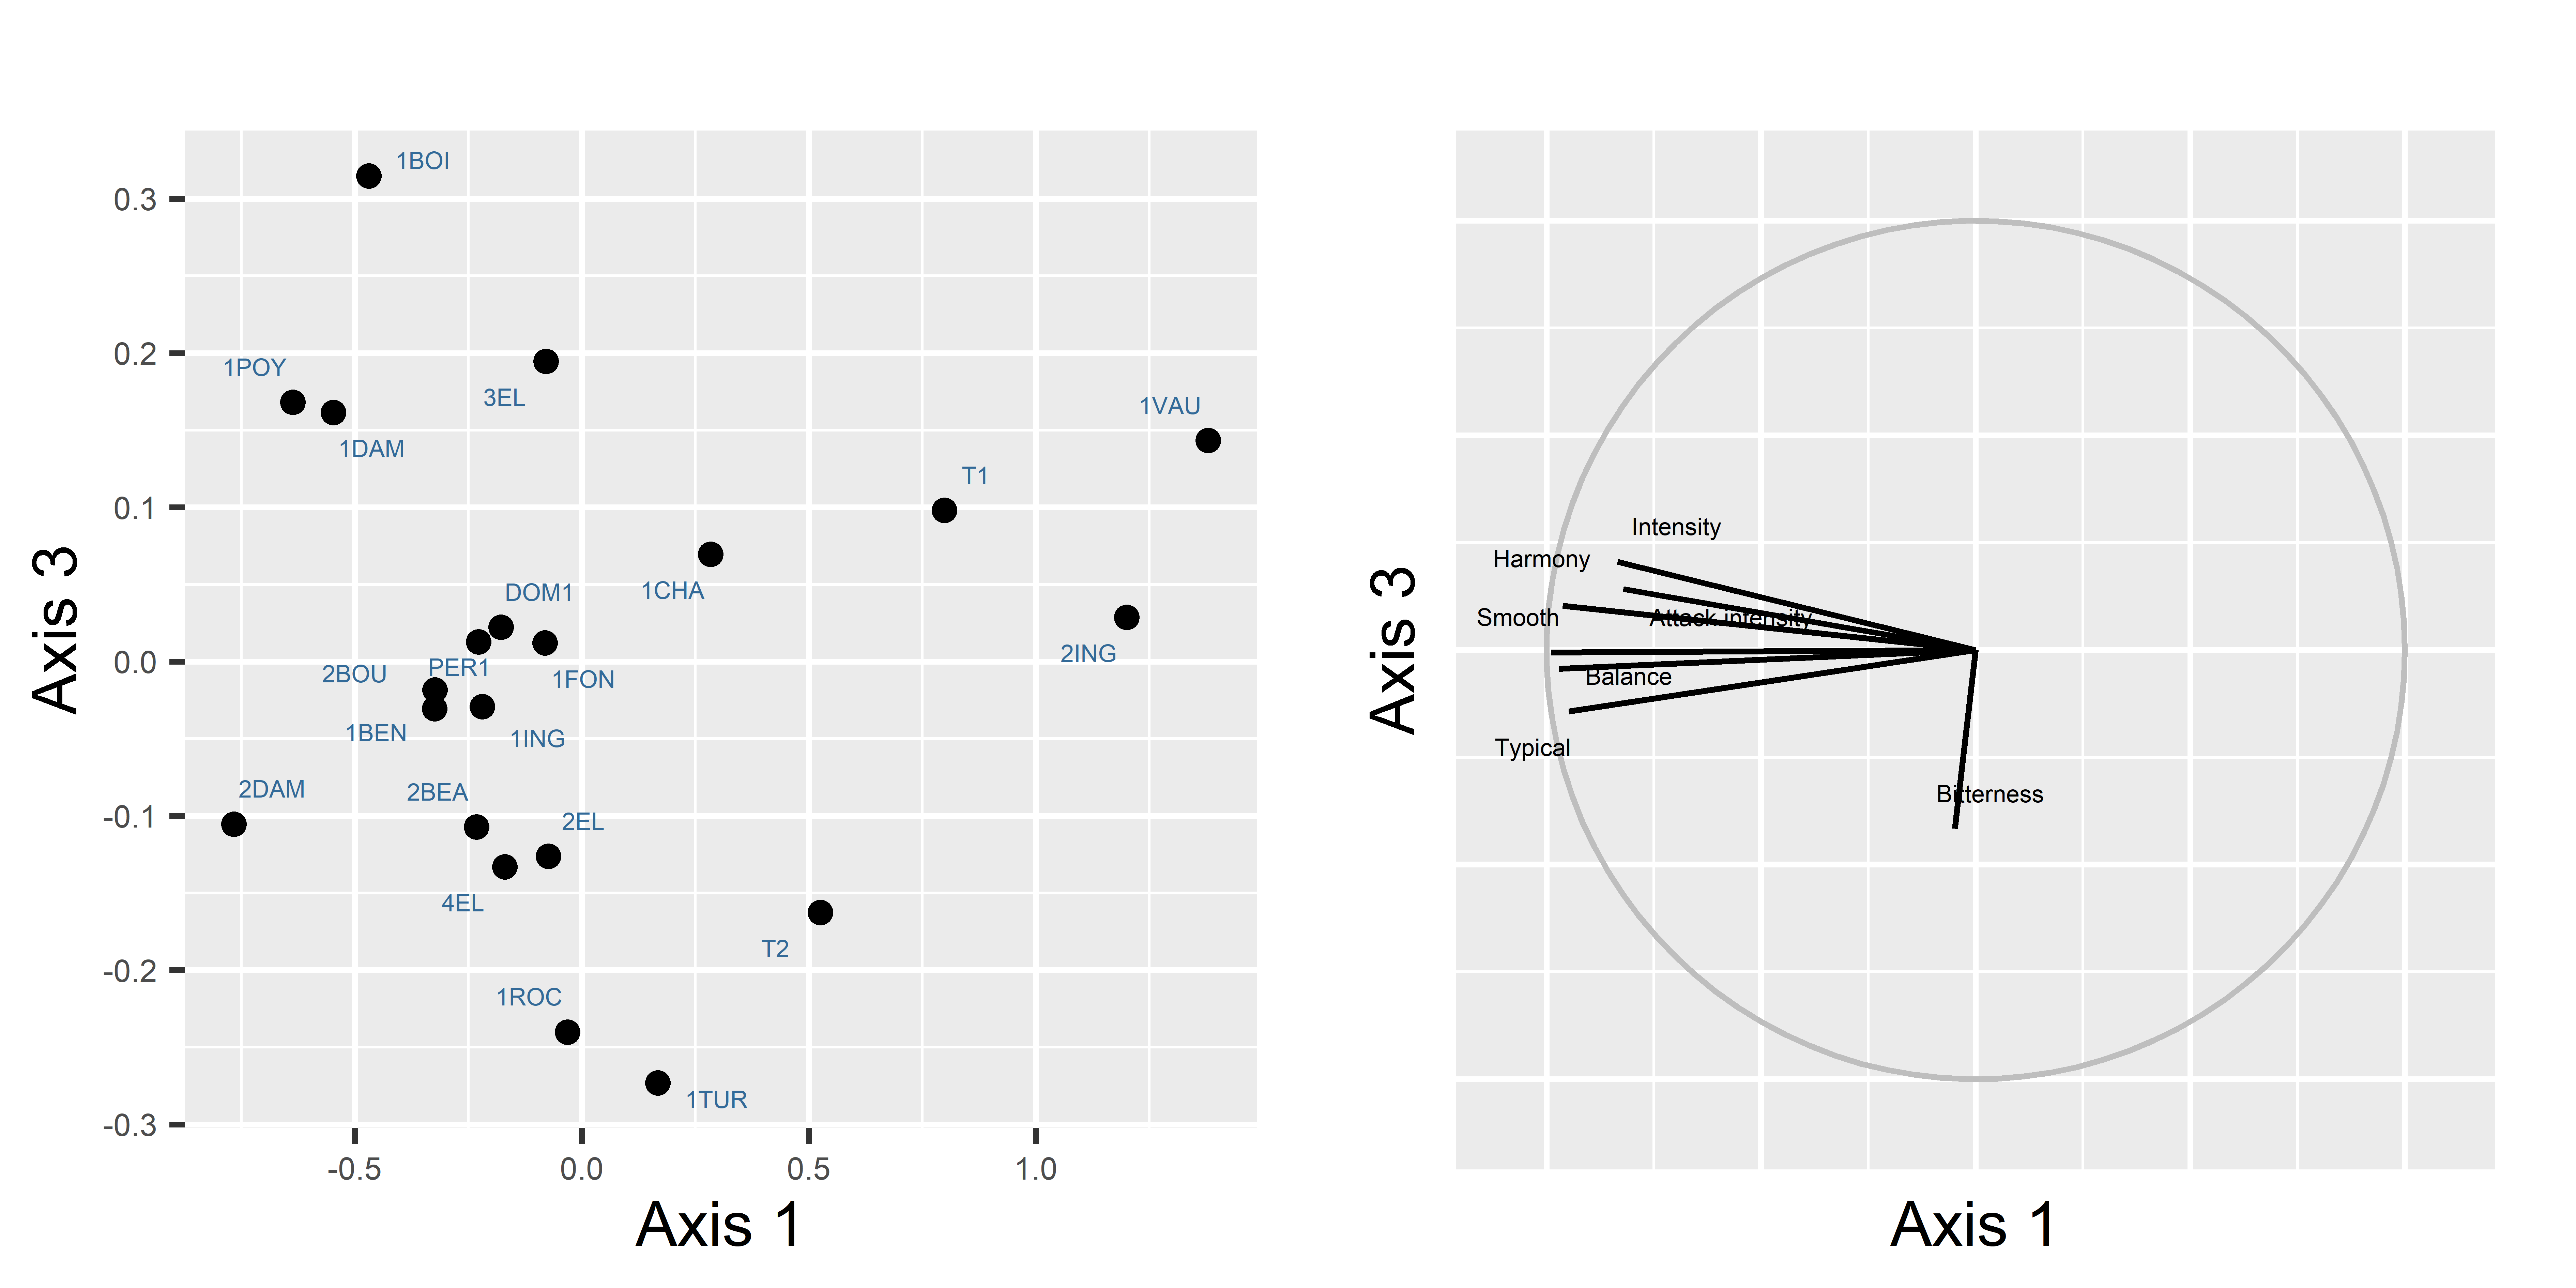 1BOI
0.3
0.2
1POY
3EL
1DAM
1VAU
T1
0.1
1CHA
DOM1
2ING
0.0
2BOU
PER1
1FON
1BEN
1ING
2DAM
2BEA
-0.1
2EL
4EL
T2
-0.2
1ROC
1TUR
-0.3
-0.5 0.0 0.5 1.0
Axis 1
Axis 3
Intensity
Harmony
Smooth
Attack.intensity
Balance
Typical
Bitterness
Axis 1
Axis 3